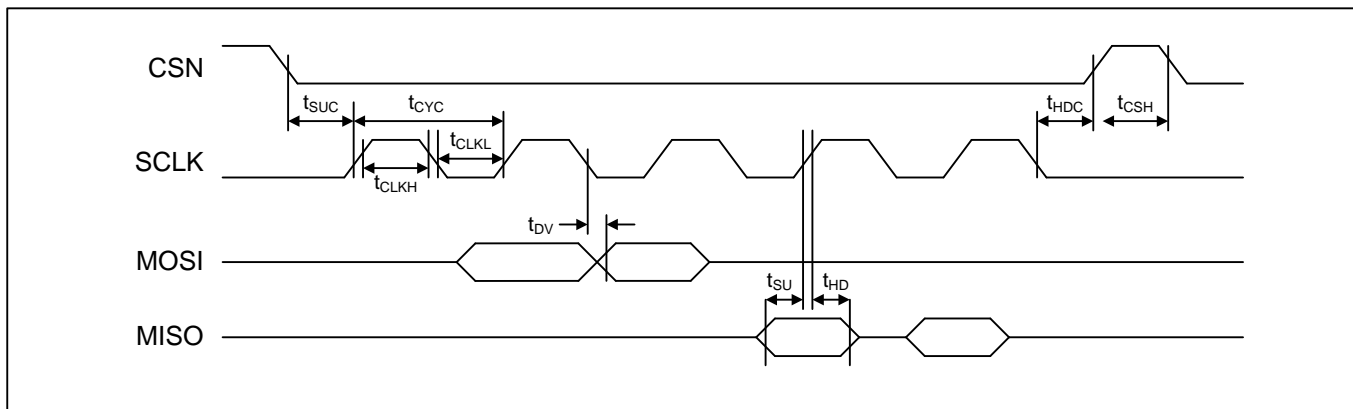 CSN
tSUC
tCYC
tHDC
tCSH
SCLK
tCLKL
tCLKH
tDV
MOSI
tSU
tHD
MISO